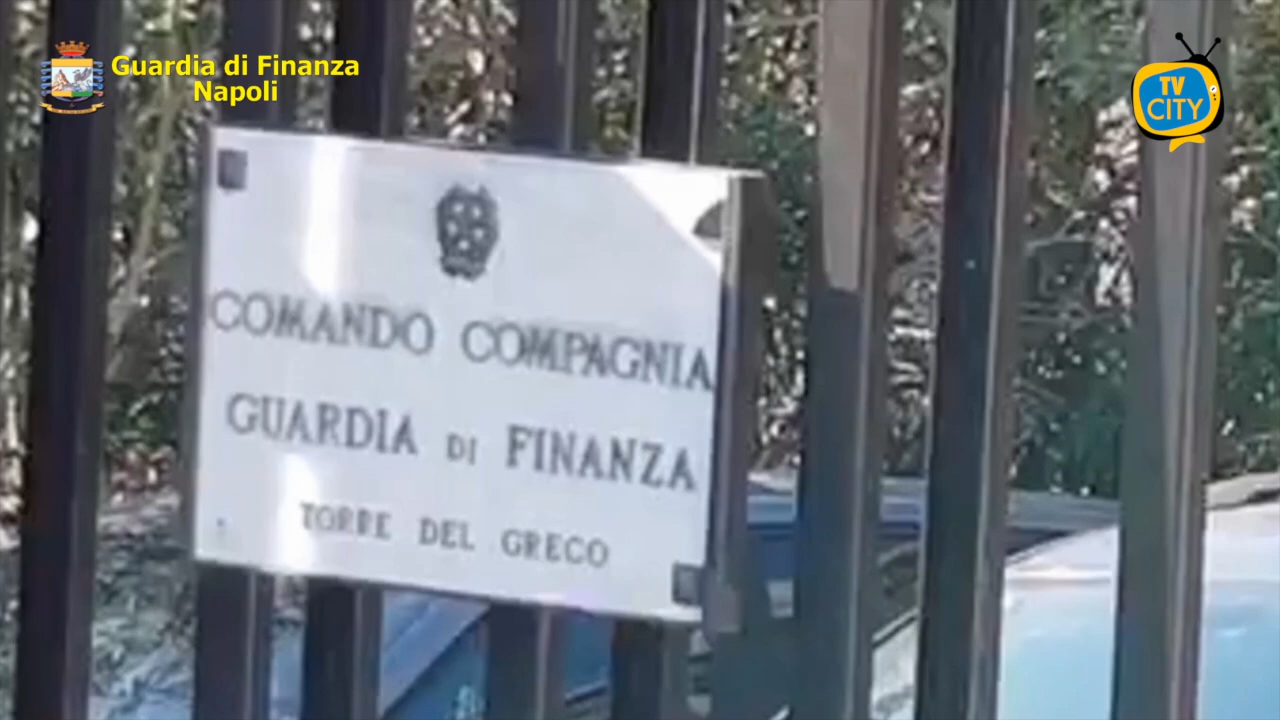 Guardia di Finanza
Napoli
TV
CITY
COMANDO COMPAGNIA
GUARDIA DI FINANZA
TORRE DEL GRECO